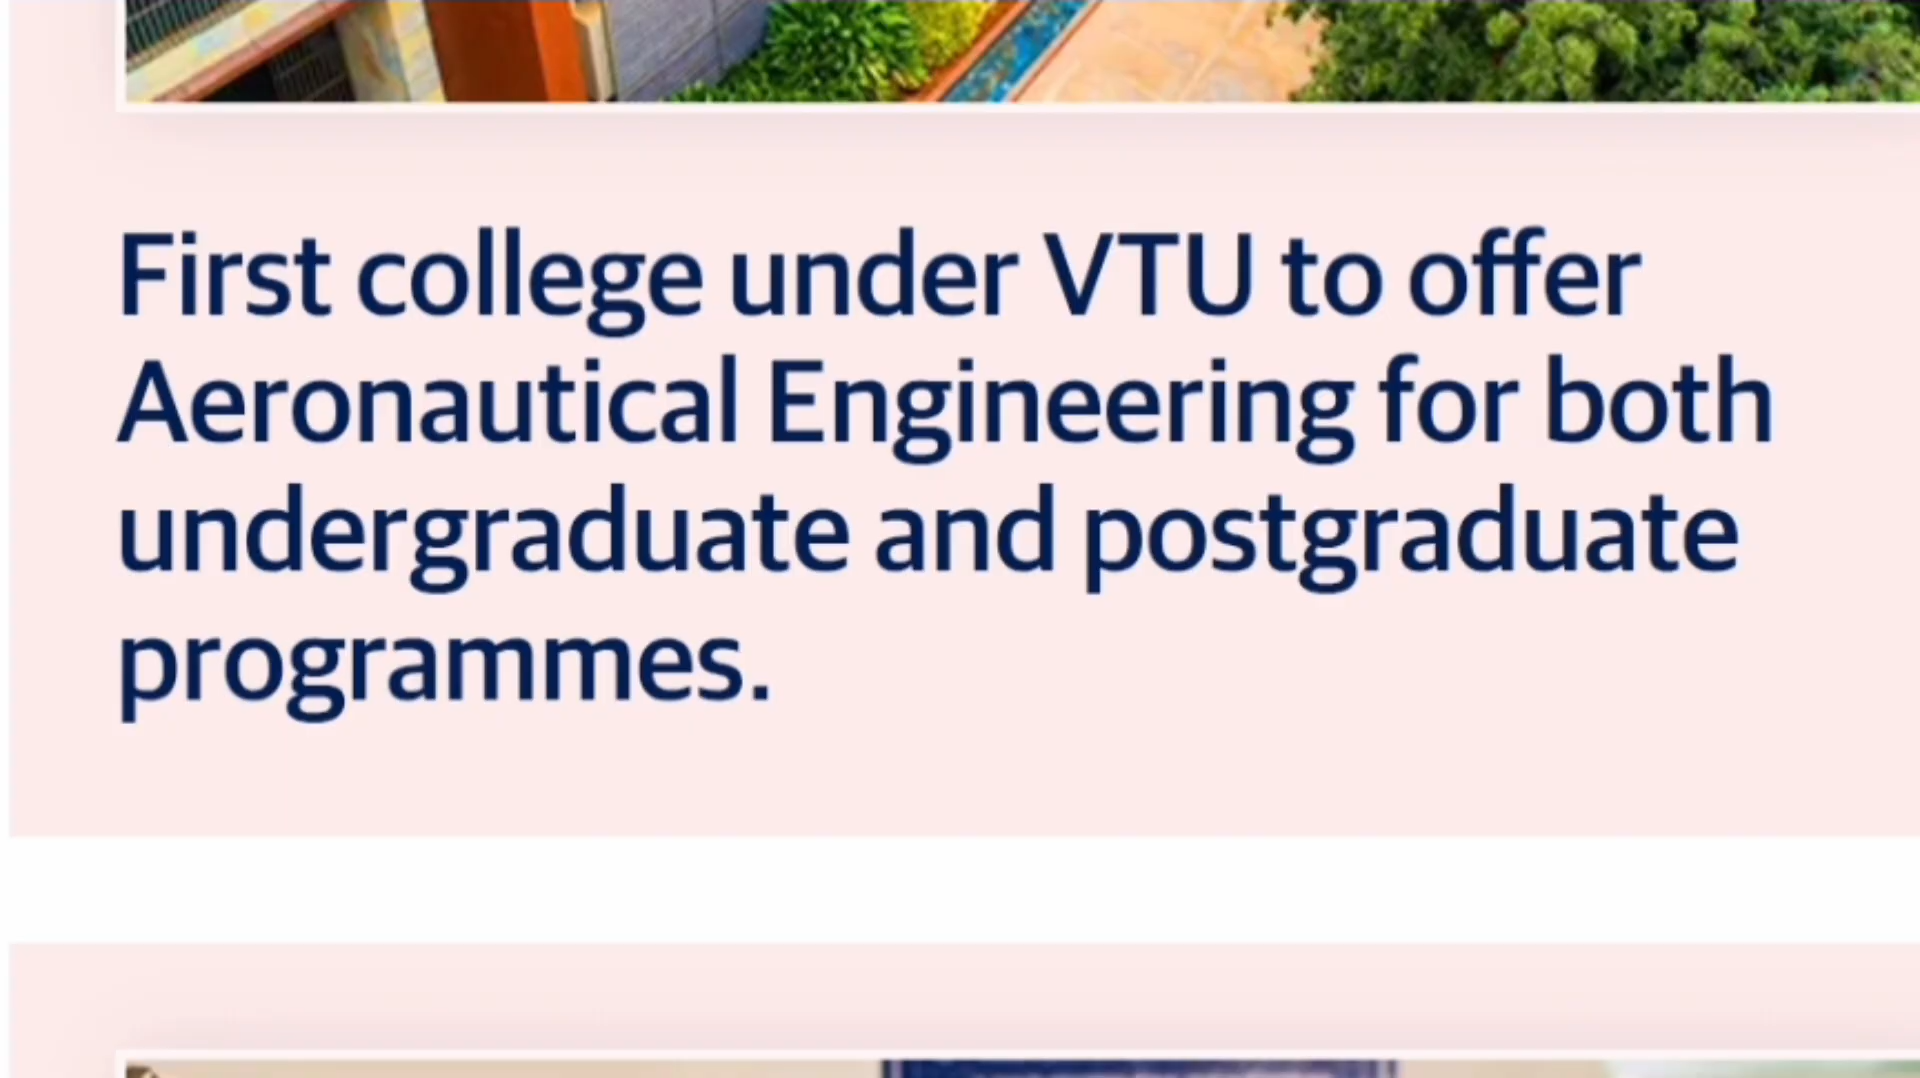 First college under VTU to offer
Aeronautical Engineering for both
undergraduate and postgraduate
programmes.